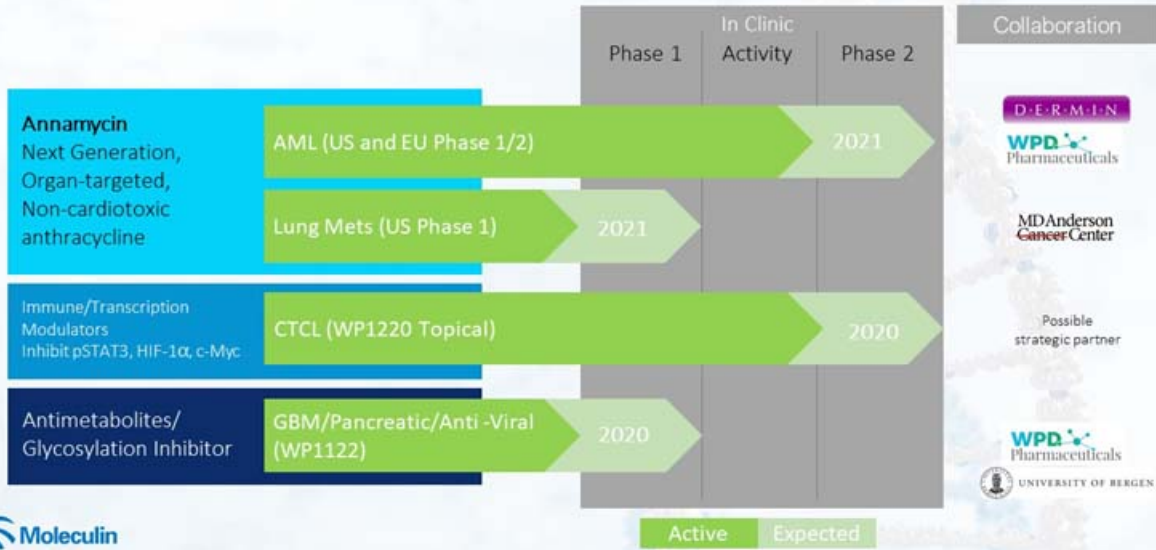 In Clinic
Phase 1
Activity
Phase 2
Collaboration
Annamycin
Next Generation,
Organ-targeted,
Non-cardiotoxic
anthracycline
AML (US and EU Phase 1/2)
2021
Lung Mets (US Phase 1)
2021
D·E·R·M·I·N
WPD
Pharmaceuticals
MDAnderson
Cancer Center
Immune/Transcription
Modulators
Inhibit pSTAT3, HIF-1α, c-Myc
CTCL (WP1220 Topical)
2020
Possible
strategic partner
Antimetabolites/
Glycosylation Inhibitor
GBM/Pancreatic/Anti -Viral
(WP1122)
2020
WPD
Pharmaceuticals
UNIVERSITY OF BERGEN
Moleculin
Active
Expected